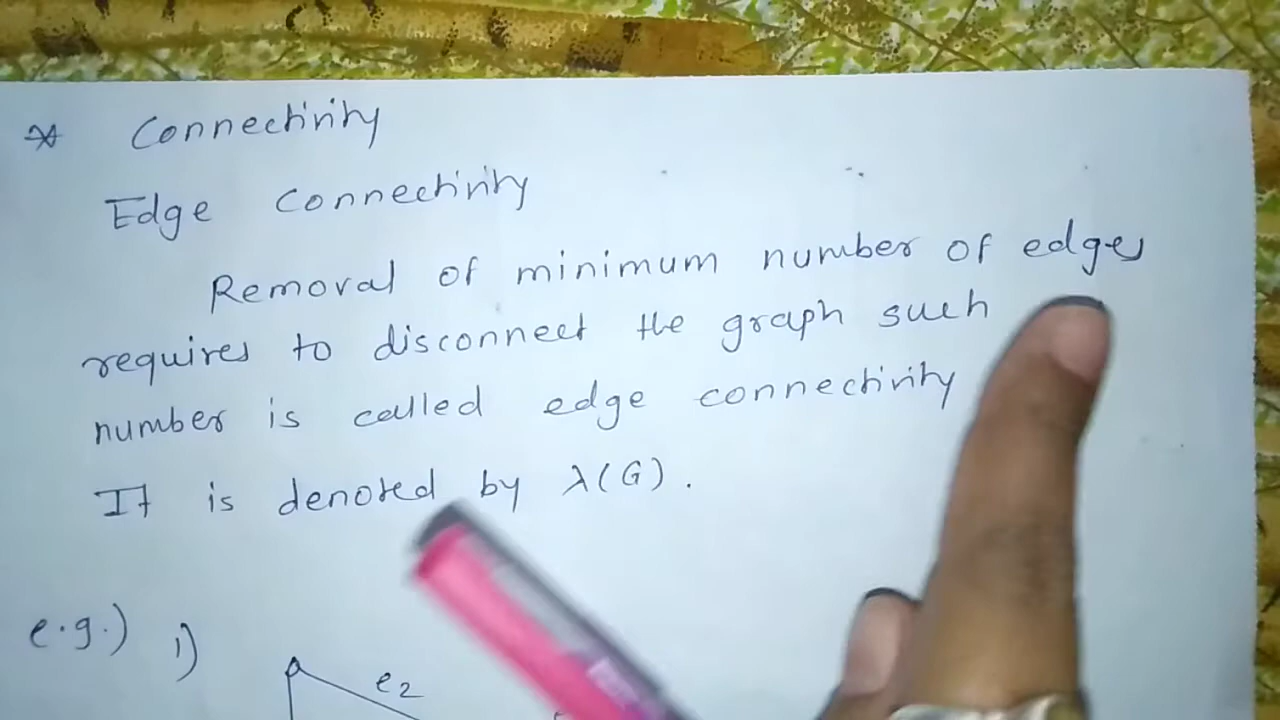 * Connectivity
Edge Connectivity
Removal of minimum number of edges
requires to disconnect the graph such
number is called edge connectivity
It is denoted by λ(G).
e.g.) 1)
e2